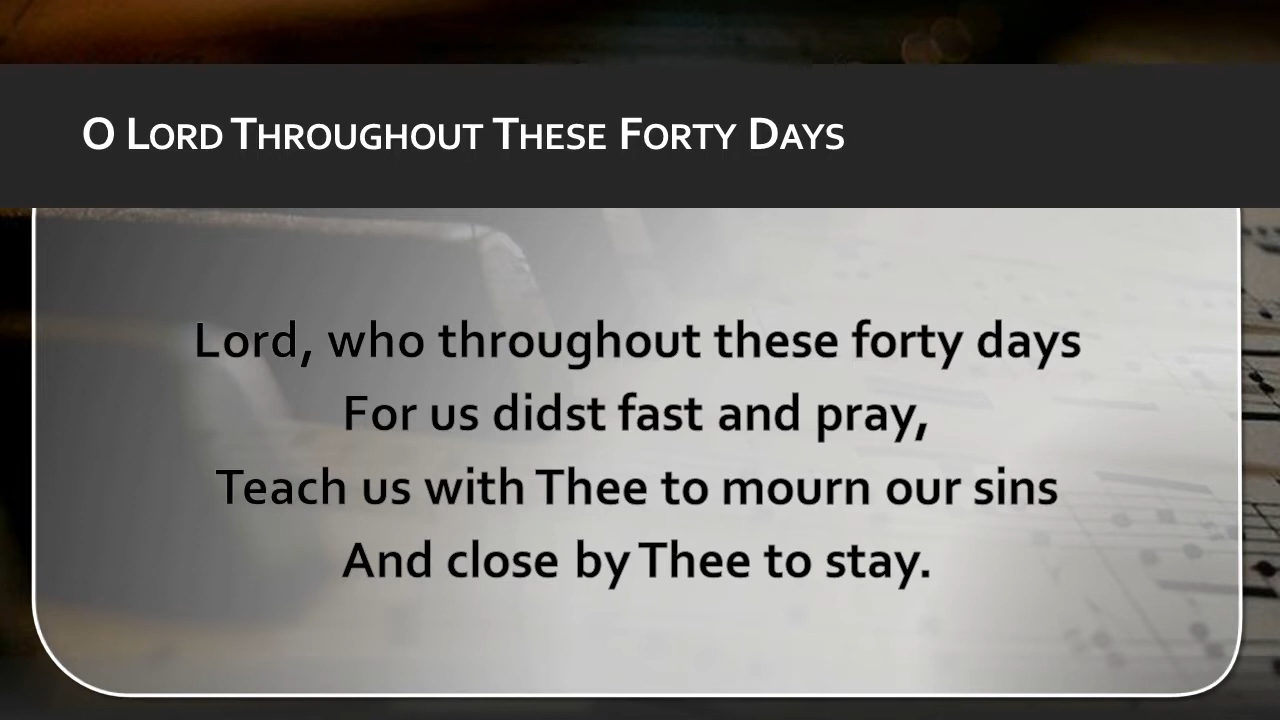 O Lord Throughout These Forty Days
Lord, who throughout these forty days
For us didst fast and pray,
Teach us with Thee to mourn our sins
And close by Thee to stay.